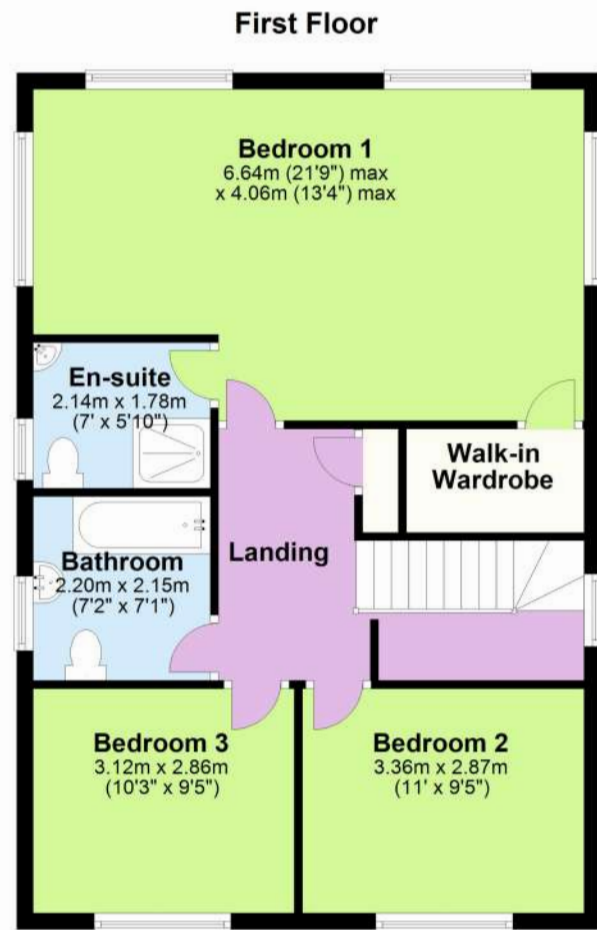 First Floor
Bedroom 1
6.64m (21'9") max
x 4.06m (13'4") max
En-suite
2.14m x 1.78m
(7' x 5'10")
Walk-in
Wardrobe
Landing
Bathroom
2.20m x 2.15m
(7'2" x 7'1")
Bedroom 3
3.12m x 2.86m
(10'3" x 9'5")
Bedroom 2
3.36m x 2.87m
(11' x 9'5")